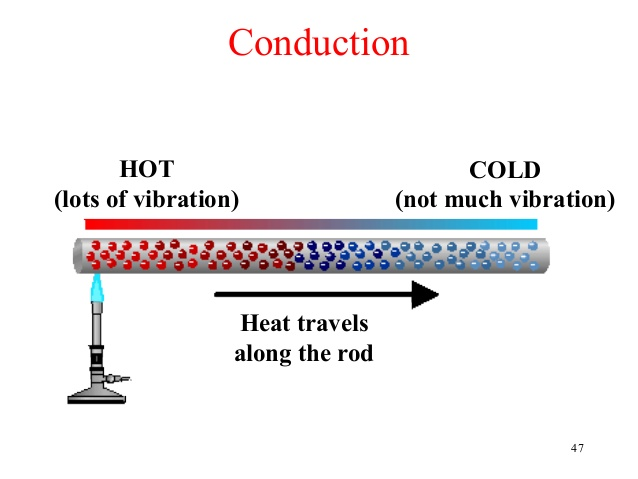 Conduction
HOT
(lots of vibration)
COLD
(not much vibration)
Heat travels
along the rod
47